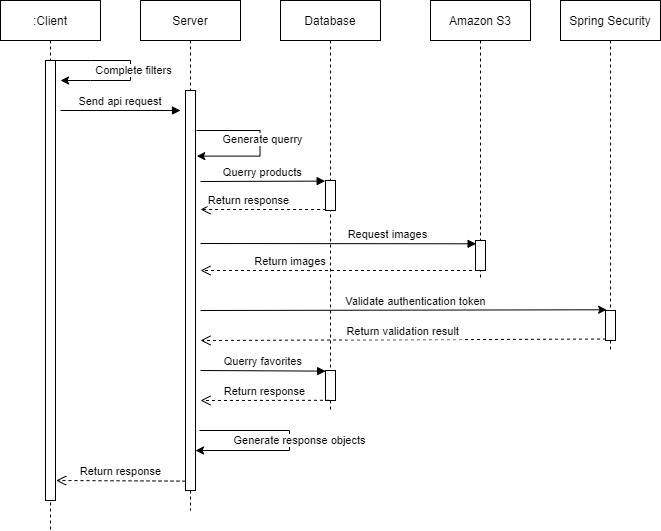 :Client
Server
Database
Amazon S3
Spring Security
Complete filters
Send api request
Generate querry
Querry products
Return response
Request images
Return images
Validate authentication token
Return validation result
Querry favorites
Return response
Generate response objects
Return response